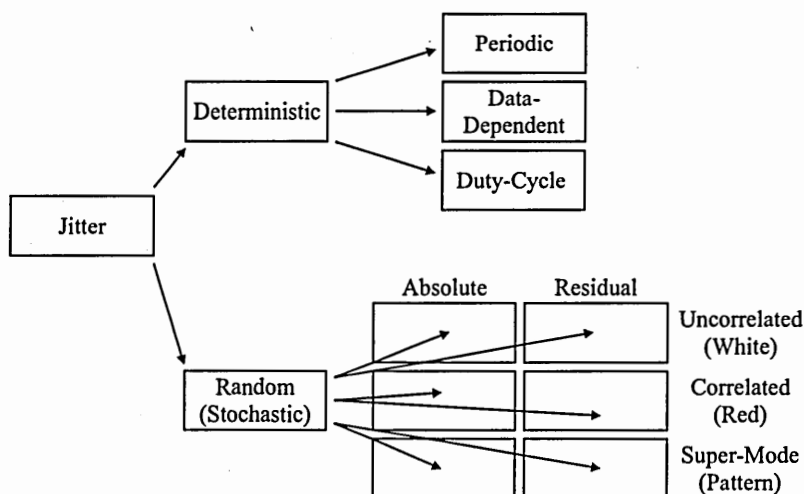 Periodic
Deterministic
Data-
Dependent
Duty-Cycle
Jitter
Absolute
Residual
Uncorrelated
(White)
Random
(Stochastic)
Correlated
(Red)
Super-Mode
(Pattern)